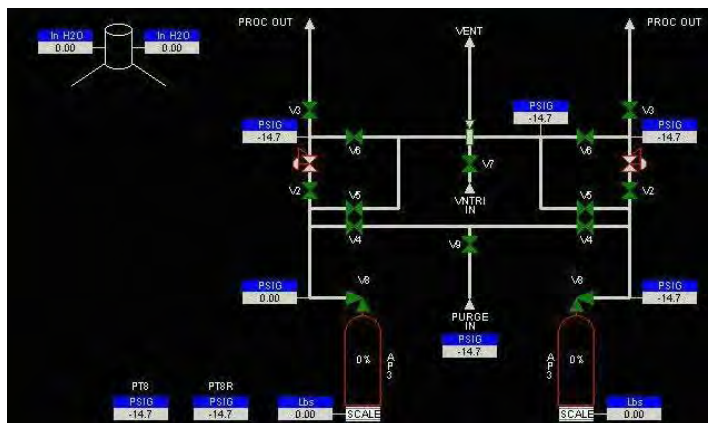 PROC OUT
VENT
PROC OUT
In H2O
In H2O
0.00
0.00
V3
V3
PSIG
-14.7
PSIG
-14.7
PSIG
-14.7
V6
V6
V7
V2
V2
V5
V5
VNTRI
IN
V4
V4
V9
V8
V8
PSIG
0.00
PSIG
-14.7
PURGE
IN
PSIG
-14.7
0%
AP3
0%
AP3
PT8
PT8R
PSIG
-14.7
PSIG
-14.7
Lbs
0.00
SCALE
SCALE
Lbs
0.00